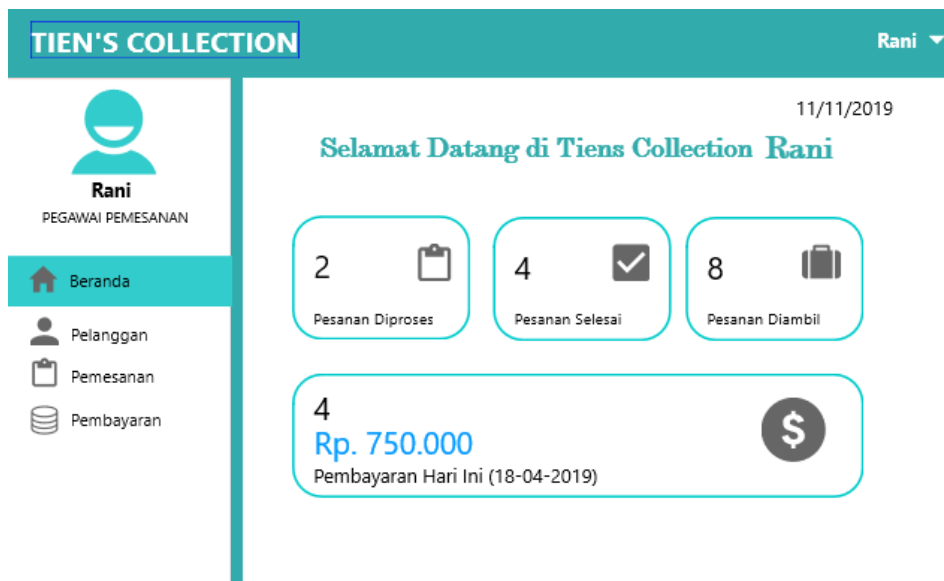 TIEN'S COLLECTION
Rani
Rani
PEGAWAI PEMESANAN
Beranda
Pelanggan
Pemesanan
Pembayaran
11/11/2019
Selamat Datang di Tiens Collection Rani
2
Pesanan Diproses
4
Pesanan Selesai
8
Pesanan Diambil
4
Rp. 750.000
$
Pembayaran Hari Ini (18-04-2019)